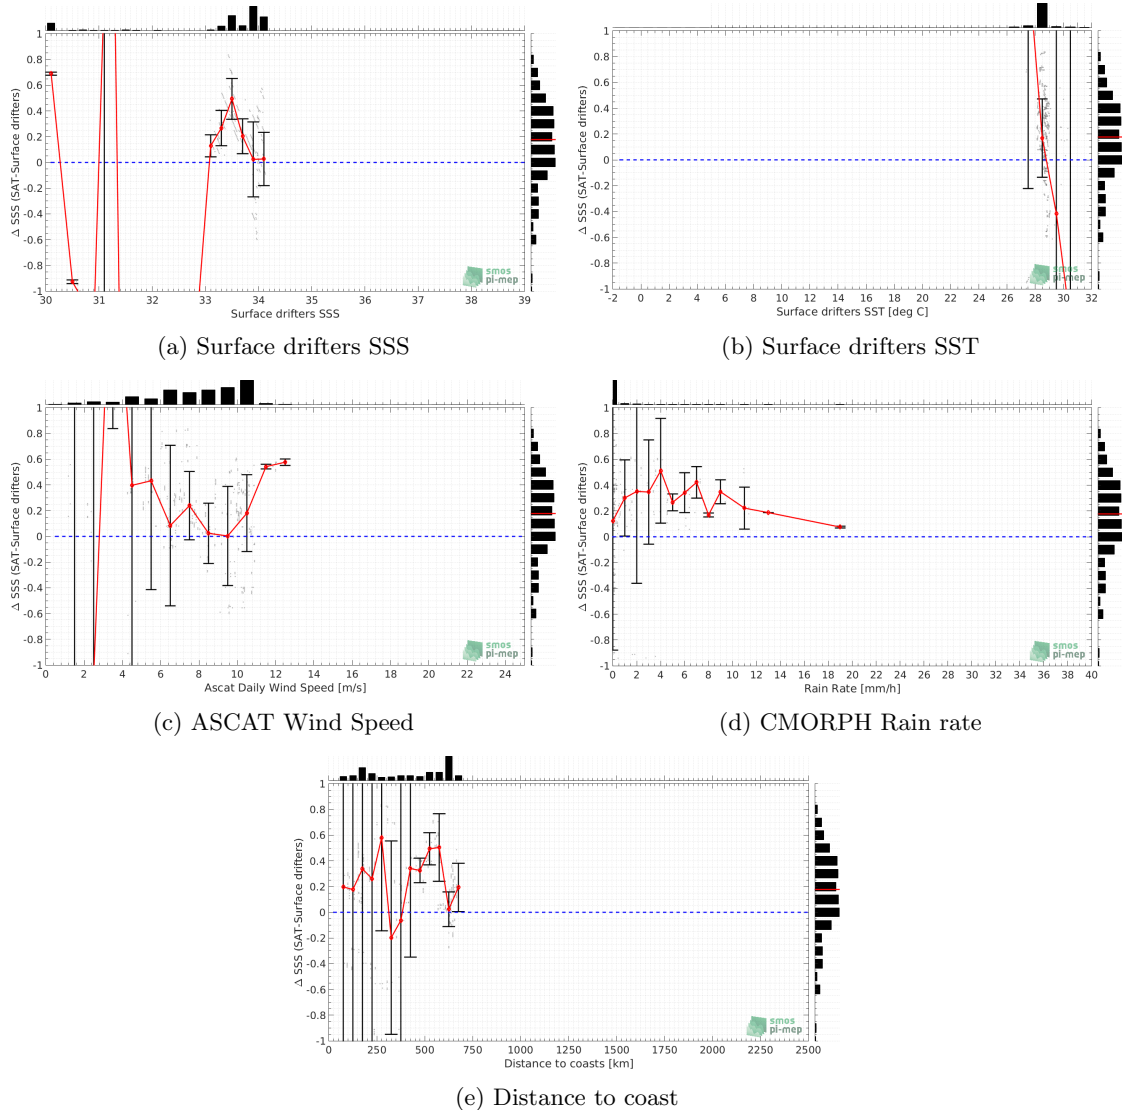 1
0.8
0.6
0.4
0.2
0
-0.2
-0.4
-0.6
-0.8
-1
Δ SSS (SAT-Surface drifters)
30 31 32 33 34 35 36 37 38 39
Surface drifters SSS
smos
pi-mep
(a) Surface drifters SSS
1
0.8
0.6
0.4
0.2
0
-0.2
-0.4
-0.6
-0.8
-1
Δ SSS (SAT-Surface drifters)
-2 0 2 4 6 8 10 12 14 16 18 20 22 24 26 28 30 32
Surface drifters SST [deg C]
smos
pi-mep
(b) Surface drifters SST
1
0.8
0.6
0.4
0.2
0
-0.2
-0.4
-0.6
-0.8
-1
Δ SSS (SAT-Surface drifters)
0 2 4 6 8 10 12 14 16 18 20 22 24
Ascat Daily Wind Speed [m/s]
smos
pi-mep
(c) ASCAT Wind Speed
1
0.8
0.6
0.4
0.2
0
-0.2
-0.4
-0.6
-0.8
-1
Δ SSS (SAT-Surface drifters)
0 2 4 6 8 10 12 14 16 18 20 22 24 26 28 30 32 34 36 38 40
Rain Rate [mm/h]
smos
pi-mep
(d) CMORPH Rain rate
1
0.8
0.6
0.4
0.2
0
-0.2
-0.4
-0.6
-0.8
-1
Δ SSS (SAT-Surface drifters)
0 250 500 750 1000 1250 1500 1750 2000 2250 2500
Distance to coasts [km]
smos
pi-mep
(e) Distance to coast